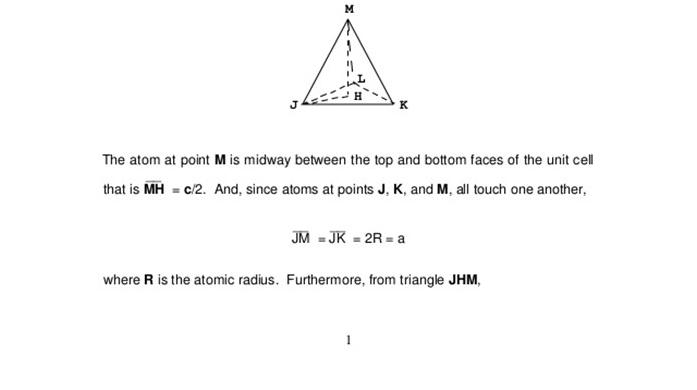 M
L
H
J
K
The atom at point M is midway between the top and bottom faces of the unit cell
that is MH = c/2. And, since atoms at points J, K, and M, all touch one another,
JM = JK = 2R = a
where R is the atomic radius. Furthermore, from triangle JHM,
1